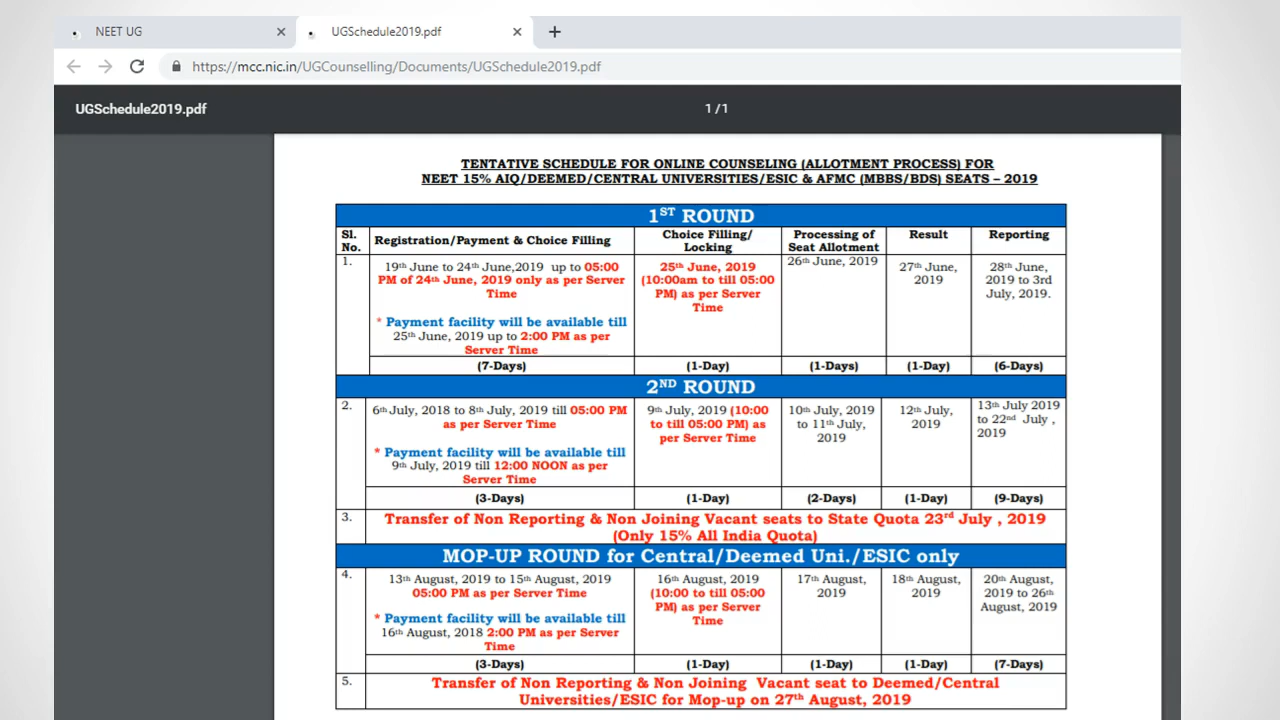 NEET UG
UGSchedule2019.pdf
https://mcc.nic.in/UGCounselling/Documents/UGSchedule2019.pdf
UGSchedule2019.pdf
1 / 1
TENTATIVE SCHEDULE FOR ONLINE COUNSELING (ALLOTMENT PROCESS) FOR
NEET 15% AIQ/DEEMED/CENTRAL UNIVERSITIES/ESIC & AFMC (MBBS/BDS) SEATS – 2019
1ST ROUND
Sl.
No.
Registration/Payment & Choice Filling
Choice Filling/
Locking
Processing of
Seat Allotment
Result
Reporting
1.
19th June to 24th June,2019 up to 05:00
PM of 24th June, 2019 only as per Server
Time
* Payment facility will be available till
25th June, 2019 up to 2:00 PM as per
Server Time
25th June, 2019
(10:00am to till 05:00
PM) as per Server
Time
26th June, 2019
27th June,
2019
28th June,
2019 to 3rd
July, 2019.
(7-Days)
(1-Day)
(1-Days)
(1-Day)
(6-Days)
2ND ROUND
2.
6th July, 2018 to 8th July, 2019 till 05:00 PM
as per Server Time
* Payment facility will be available till
9th July, 2019 till 12:00 NOON as per
Server Time
9th July, 2019 (10:00
to till 05:00 PM) as
per Server Time
10th July, 2019
to 11th July,
2019
12th July,
2019
13th July 2019
to 22nd July ,
2019
(3-Days)
(1-Day)
(2-Days)
(1-Day)
(9-Days)
3.
Transfer of Non Reporting & Non Joining Vacant seats to State Quota 23rd July , 2019
(Only 15% All India Quota)
MOP-UP ROUND for Central/Deemed Uni./ESIC only
4.
13th August, 2019 to 15th August, 2019
05:00 PM as per Server Time
* Payment facility will be available till
16th August, 2018 2:00 PM as per Server
Time
16th August, 2019
(10:00 to till 05:00
PM) as per Server
Time
17th August,
2019
18th August,
2019
20th August,
2019 to 26th
August, 2019
(3-Days)
(1-Day)
(1-Day)
(1-Day)
(7-Days)
5.
Transfer of Non Reporting & Non Joining Vacant seat to Deemed/Central
Universities/ESIC for Mop-up on 27th August, 2019